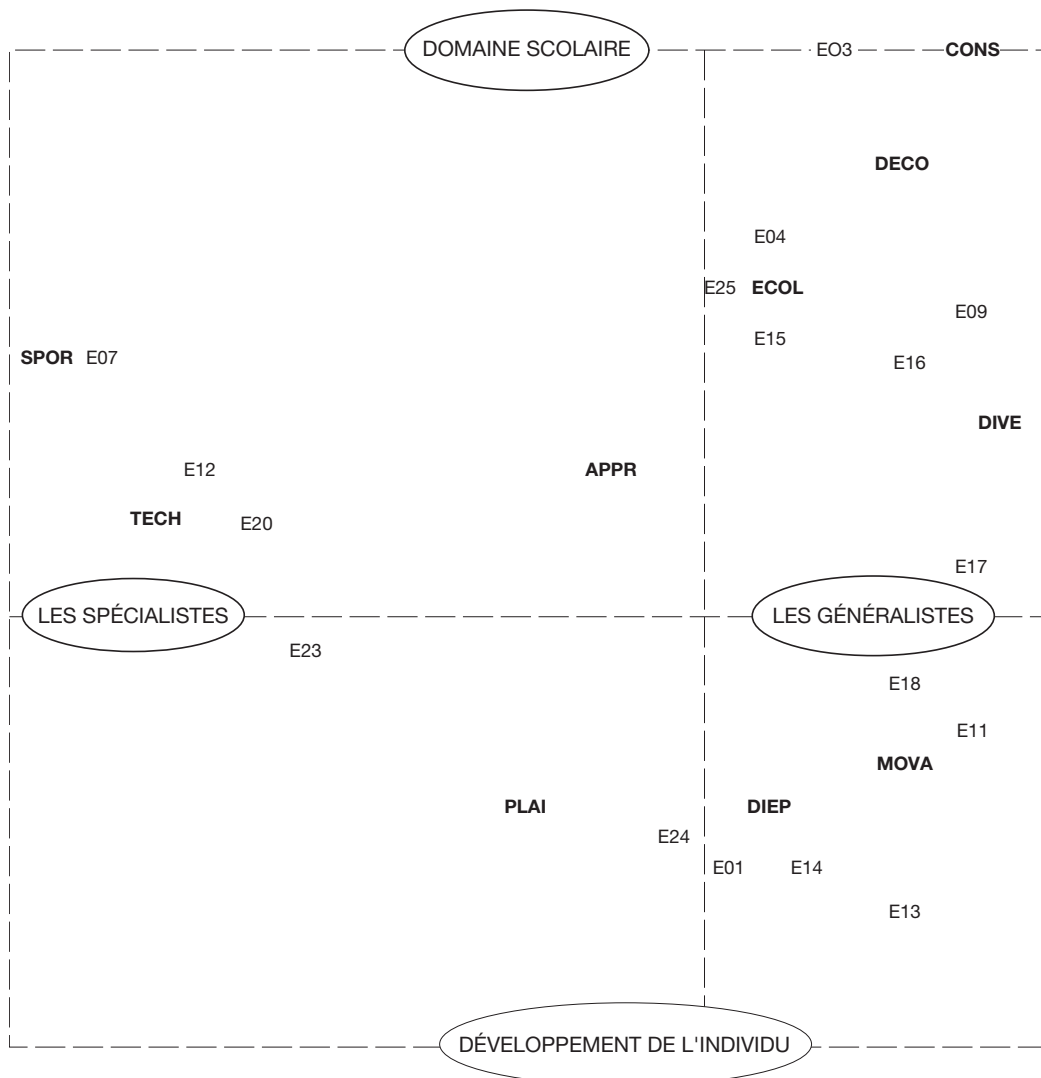 DOMAINE SCOLAIRE EO3 CONS
DECO
E04
E25 ECOL
E09
E15
SPOR E07 E16
DIVE
E12 APPR
TECH E20
E17
LES SPÉCIALISTES LES GÉNÉRALISTES
E23
E18
E11
MOVA
PLAI DIEP
E24
E01 E14
E13
DÉVELOPPEMENT DE L'INDIVIDU